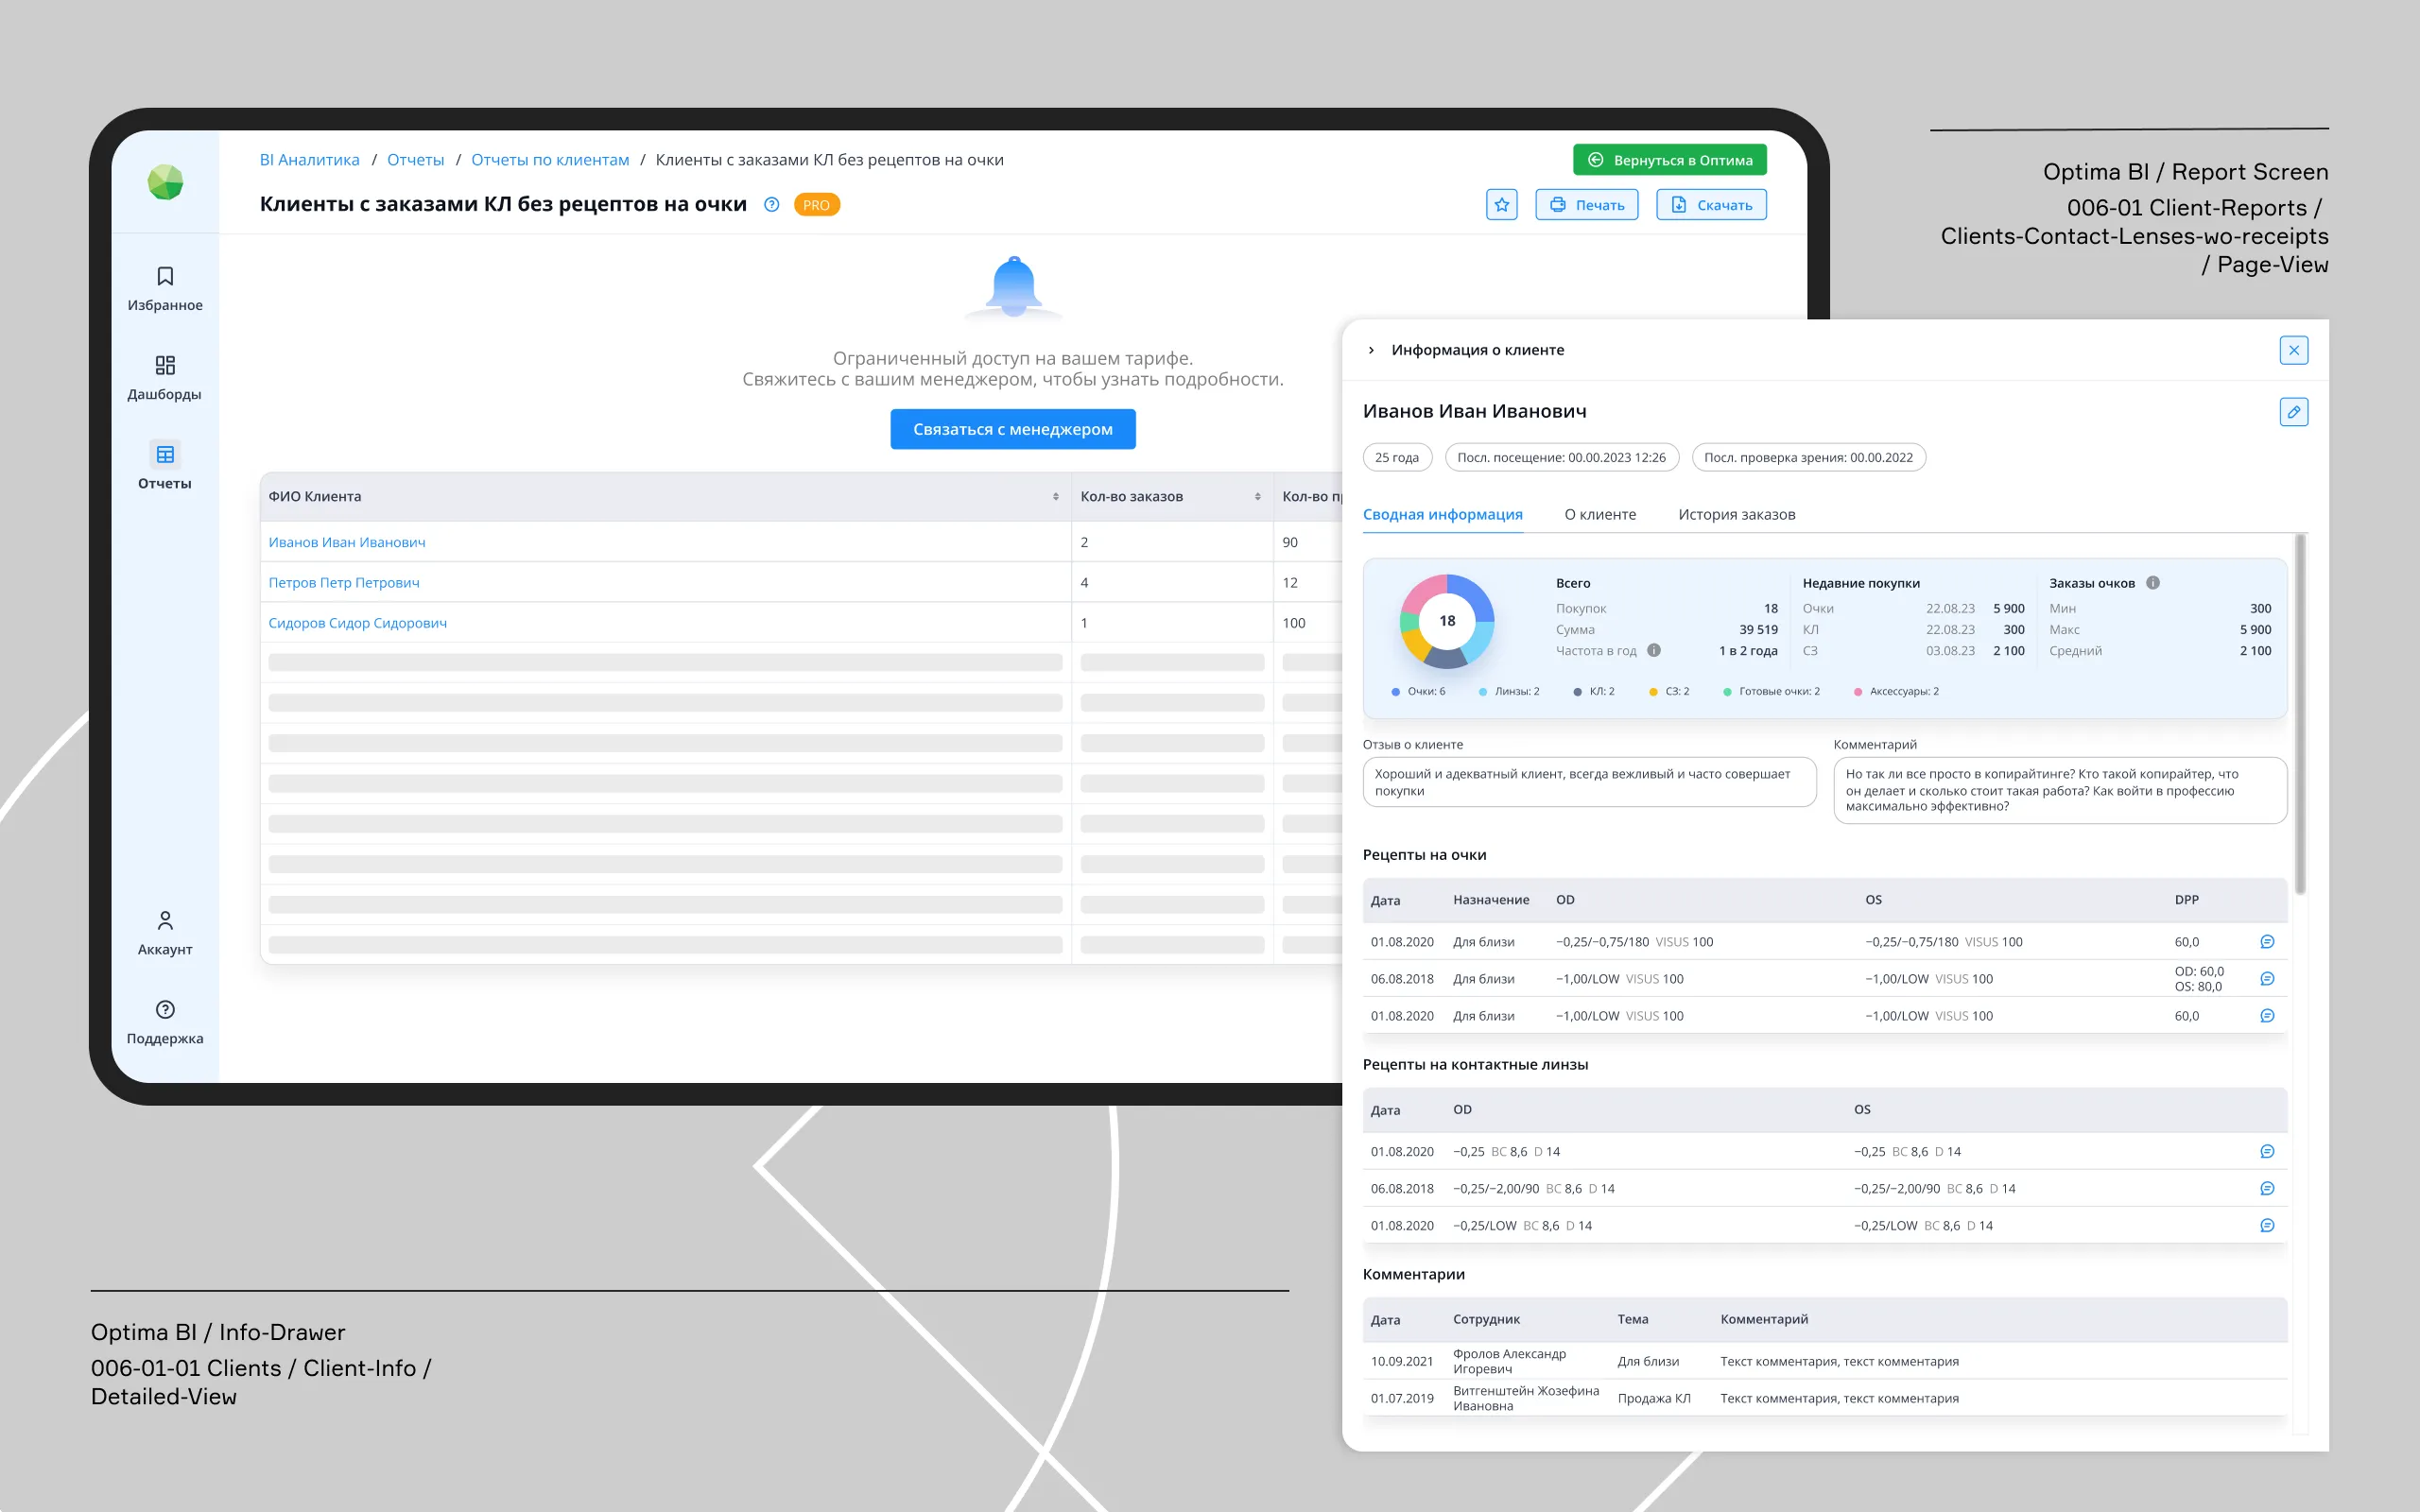 BI Аналитика / Отчеты / Отчеты по клиентам / Клиенты с заказами КЛ без рецептов на очки
Вернуться в Оптима
Клиенты с заказами КЛ без рецептов на очки
PRO
Печать
Скачать
Избранное
Дашборды
Отчеты
Аккаунт
Поддержка
Ограниченный доступ на вашем тарифе.
Свяжитесь с вашим менеджером, чтобы узнать подробности.
Связаться с менеджером
ФИО Клиента Кол-во заказов Кол-во
Иванов Иван Иванович 2 90
Петров Петр Петрович 4 12
Сидоров Сидор Сидорович 1 100
Optima BI / Report Screen
006-01 Client-Reports /
Clients-Contact-Lenses-wo-receipts
/ Page-View
Информация о клиенте
Иванов Иван Иванович
25 года Посл. посещение: 00.00.2023 12:26 Посл. проверка зрения: 00.00.2022
Сводная информация О клиенте История заказов
18
Всего
Покупок 18
Сумма 39 519
Частота в год 1 в 2 года
Недавние покупки
Очки 22.08.23 5 900
КЛ 22.08.23 300
СЗ 03.08.23 2 100
Заказы очков
Мин 300
Макс 5 900
Средний 2 100
Очки: 6 Линзы: 2 КЛ: 2 СЗ: 2 Готовые очки: 2 Аксессуары: 2
Отзыв о клиенте
Хороший и адекватный клиент, всегда вежливый и часто совершает
покупки
Комментарий
Но так ли все просто в копирайтинге? Кто такой копирайтер, что
он делает и сколько стоит такая работа? Как войти в профессию
максимально эффективно?
Рецепты на очки
Дата Назначение OD OS DPP
01.08.2020 Для близи −0,25/−0,75/180 VISUS 100 −0,25/−0,75/180 VISUS 100 60,0
06.08.2018 Для близи −1,00/LOW VISUS 100 −1,00/LOW VISUS 100 OD: 60,0
OS: 80,0
01.08.2020 Для близи −1,00/LOW VISUS 100 −1,00/LOW VISUS 100 60,0
Рецепты на контактные линзы
Дата OD OS
01.08.2020 −0,25 BC 8,6 D 14 −0,25 BC 8,6 D 14
06.08.2018 −0,25/−2,00/90 BC 8,6 D 14 −0,25/−2,00/90 BC 8,6 D 14
01.08.2020 −0,25/LOW BC 8,6 D 14 −0,25/LOW BC 8,6 D 14
Комментарии
Дата Сотрудник Тема Комментарий
10.09.2021 Фролов Александр
Игоревич Для близи Текст комментария, текст комментария
01.07.2019 Витгенштейн Жозефина
Ивановна Продажа КЛ Текст комментария, текст комментария
Optima BI / Info-Drawer
006-01-01 Clients / Client-Info /
Detailed-View